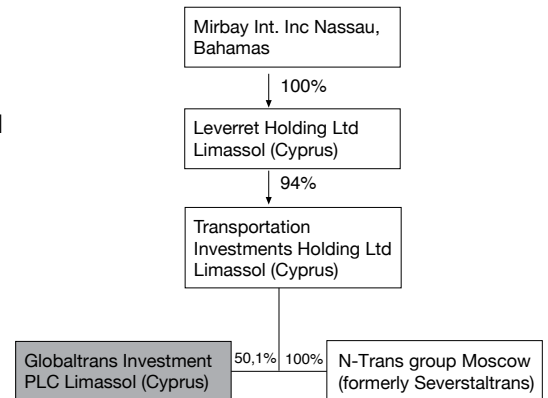 Mirbay Int. Inc Nassau,
Bahamas
100%
Leverret Holding Ltd
Limassol (Cyprus)
94%
Transportation
Investments Holding Ltd
Limassol (Cyprus)
Globaltrans Investment
PLC Limassol (Cyprus)
50,1%
100%
N-Trans group Moscow
(formerly Severstaltrans)